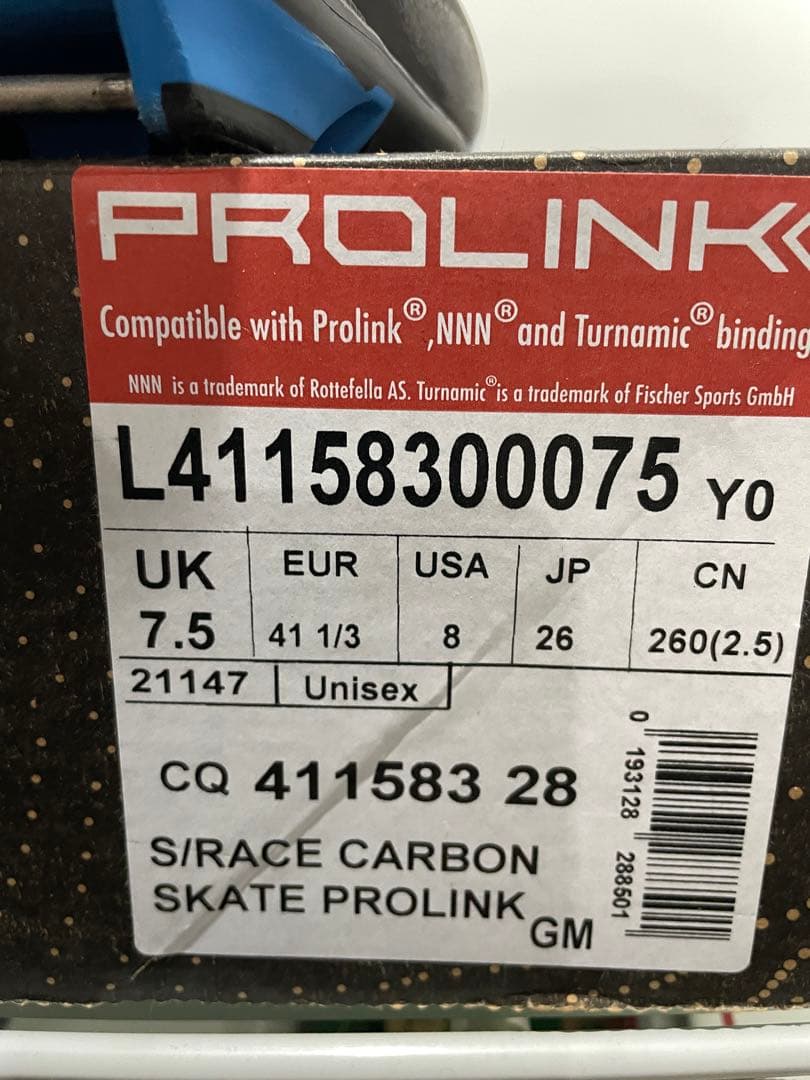 PROLINK
Compatible with Prolink®,NNN® and Turnamic® binding
NNN is a trademark of Rottefella AS. Turnamic® is a trademark of Fischer Sports GmbH
L41158300075 Y0
UK EUR USA JP CN
7.5 41 1/3 8 26 260(2.5)
21147 Unisex
CQ 411583 28
S/RACE CARBON
SKATE PROLINK
GM
0 193128 288501